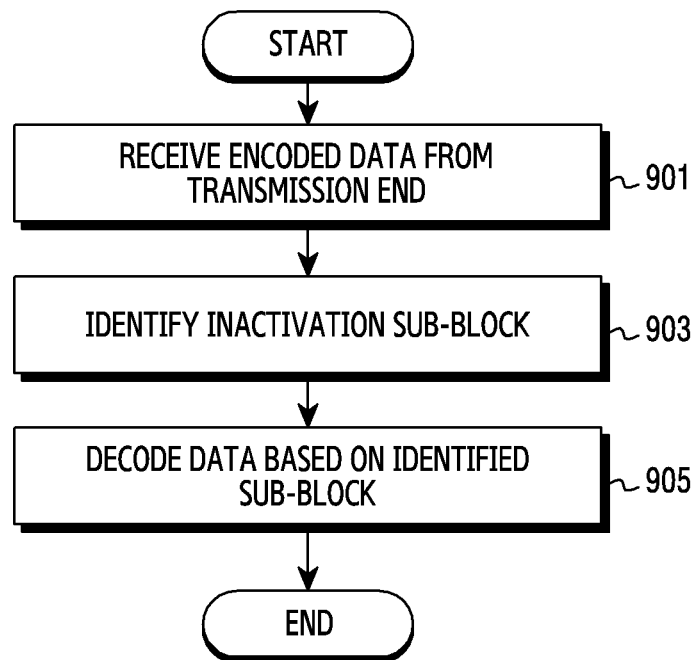 START
RECEIVE ENCODED DATA FROM
TRANSMISSION END
901
IDENTIFY INACTIVATION SUB-BLOCK
903
DECODE DATA BASED ON IDENTIFIED
SUB-BLOCK
905
END